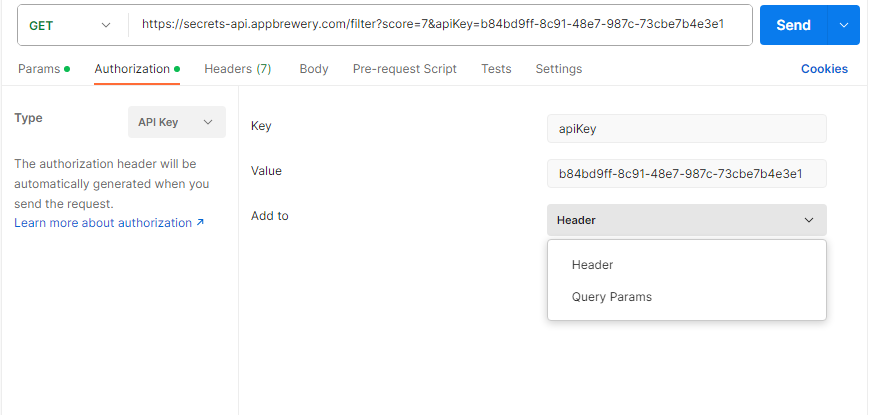 GET https://secrets-api.appbrewery.com/filter?score=7&apiKey=b84bd9ff-8c91-48e7-987c-73cbe7b4e3e1 Send
Params Authorization Headers (7) Body Pre-request Script Tests Settings Cookies
Type API Key
The authorization header will be
automatically generated when you
send the request.
Learn more about authorization ↗
Key apiKey
Value b84bd9ff-8c91-48e7-987c-73cbe7b4e3e1
Add to Header
Header
Query Params